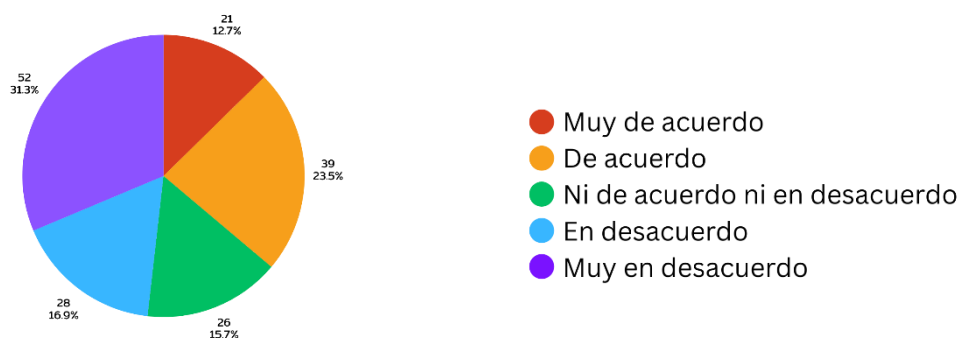 21
12.7%
52
31.3%
39
23.5%
28
16.9%
26
15.7%
Muy de acuerdo
De acuerdo
Ni de acuerdo ni en desacuerdo
En desacuerdo
Muy en desacuerdo